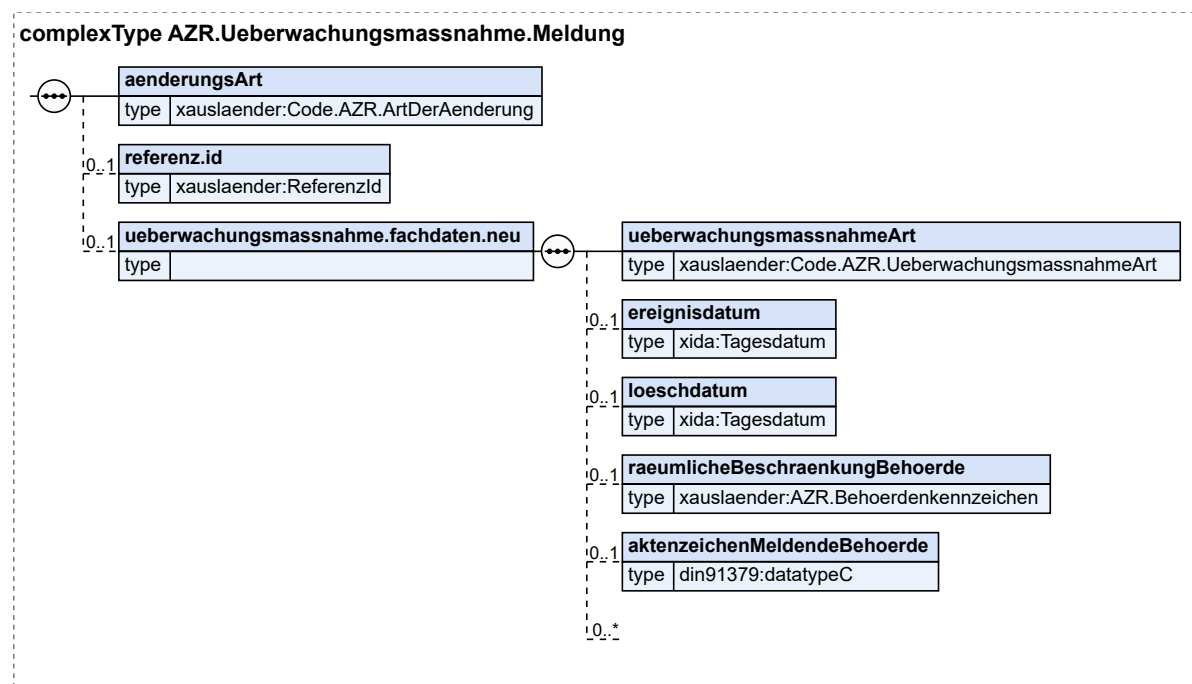 complexType AZR.Ueberwachungsmassnahme.Meldung
aenderungsArt
type xauslaender:Code.AZR.ArtDerAenderung
0..1 referenz.id
type xauslaender:ReferenzId
0..1 ueberwachungsmassnahme.fachdaten.neu
type
ueberwachungsmassnahmeArt
type xauslaender:Code.AZR.UeberwachungsmassnahmeArt
0..1 ereignisdatum
type xida:Tagesdatum
0..1 loeschdatum
type xida:Tagesdatum
0..1 raeumlicheBeschraenkungBehoerde
type xauslaender:AZR.Behoerdenkennzeichen
0..1 aktenzeichenMeldendeBehoerde
type din91379:datatypeC
0..*